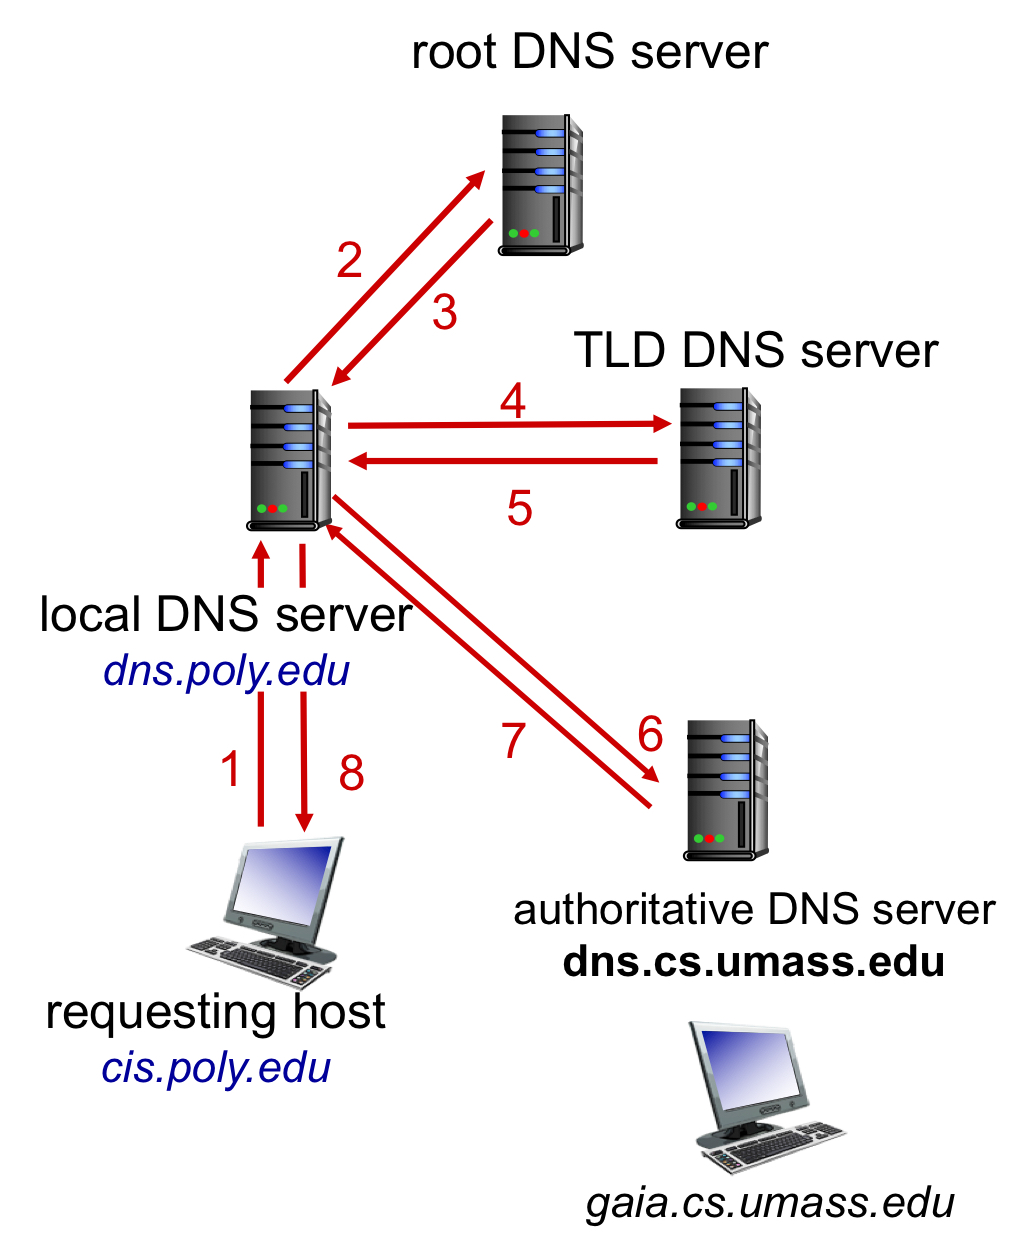 root DNS server
2
3
TLD DNS server
4
5
local DNS server
dns.poly.edu
1
8
7
6
authoritative DNS server
dns.cs.umass.edu
requesting host
cis.poly.edu
gaia.cs.umass.edu